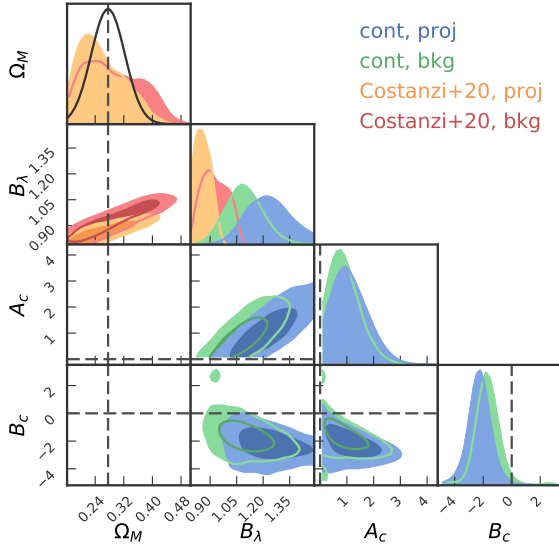 cont, proj
cont, bkg
Costanzi+20, proj
Costanzi+20, bkg
Ω_M
B_λ
1.35
1.20
1.05
0.90
A_c
4
3
2
1
B_c
2
0
-2
-4
0.24 0.32 0.40 0.48
Ω_M
0.90 1.05 1.20 1.35
B_λ
1 2 3 4
A_c
-4 -2 0 2
B_c